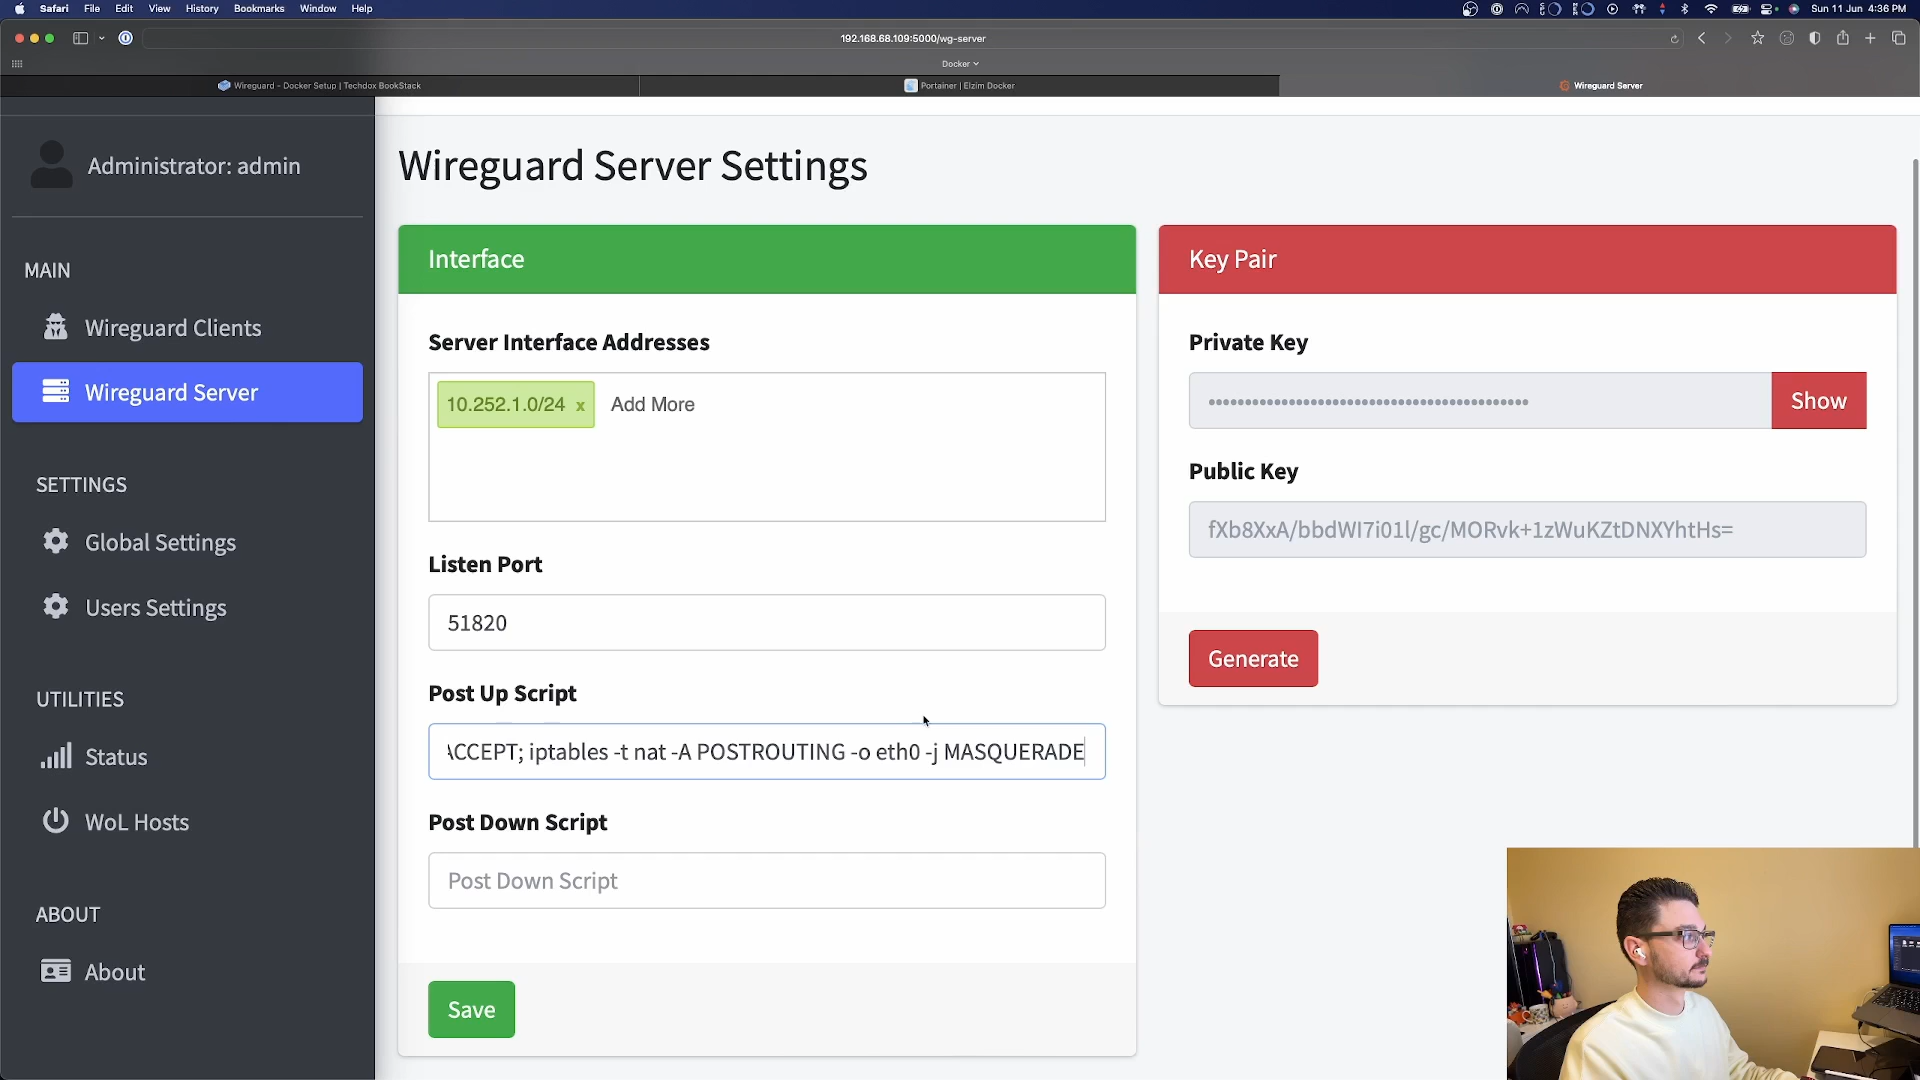 Safari File Edit View History Bookmarks Window Help
Sun 11 Jun 4:36 PM
192.168.68.109:5000/wg-server
Docker
Wireguard - Docker Setup | Techdox BookStack
Portainer | Elzim Docker
Wireguard Server
Administrator: admin
MAIN
Wireguard Clients
Wireguard Server
SETTINGS
Global Settings
Users Settings
UTILITIES
Status
WoL Hosts
ABOUT
About
Wireguard Server Settings
Interface
Server Interface Addresses
10.252.1.0/24 x Add More
Listen Port
51820
Post Up Script
ACCEPT; iptables -t nat -A POSTROUTING -o eth0 -j MASQUERADE
Post Down Script
Post Down Script
Save
Key Pair
Private Key
Show
Public Key
fXb8XxA/bbdWI7i01l/gc/MORvk+1zWuKZtDNXYhtHs=
Generate